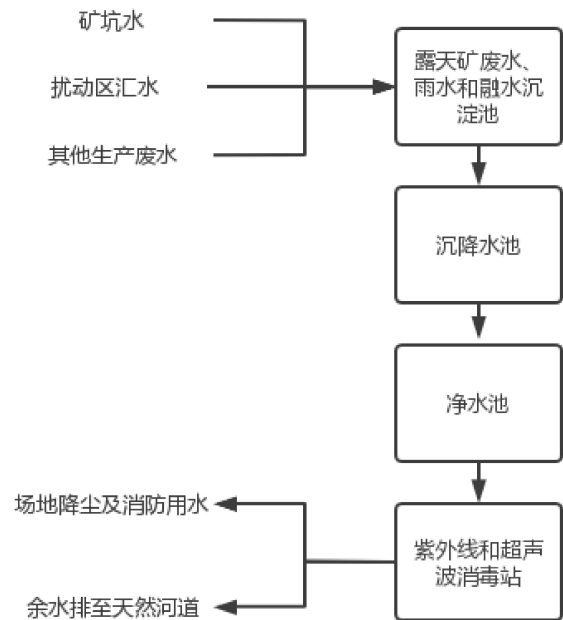 矿坑水
扰动区汇水
其他生产废水
露天矿废水、
雨水和融水沉
淀池
沉降水池
净水池
紫外线和超声
波消毒站
场地降尘及消防用水
余水排至天然河道